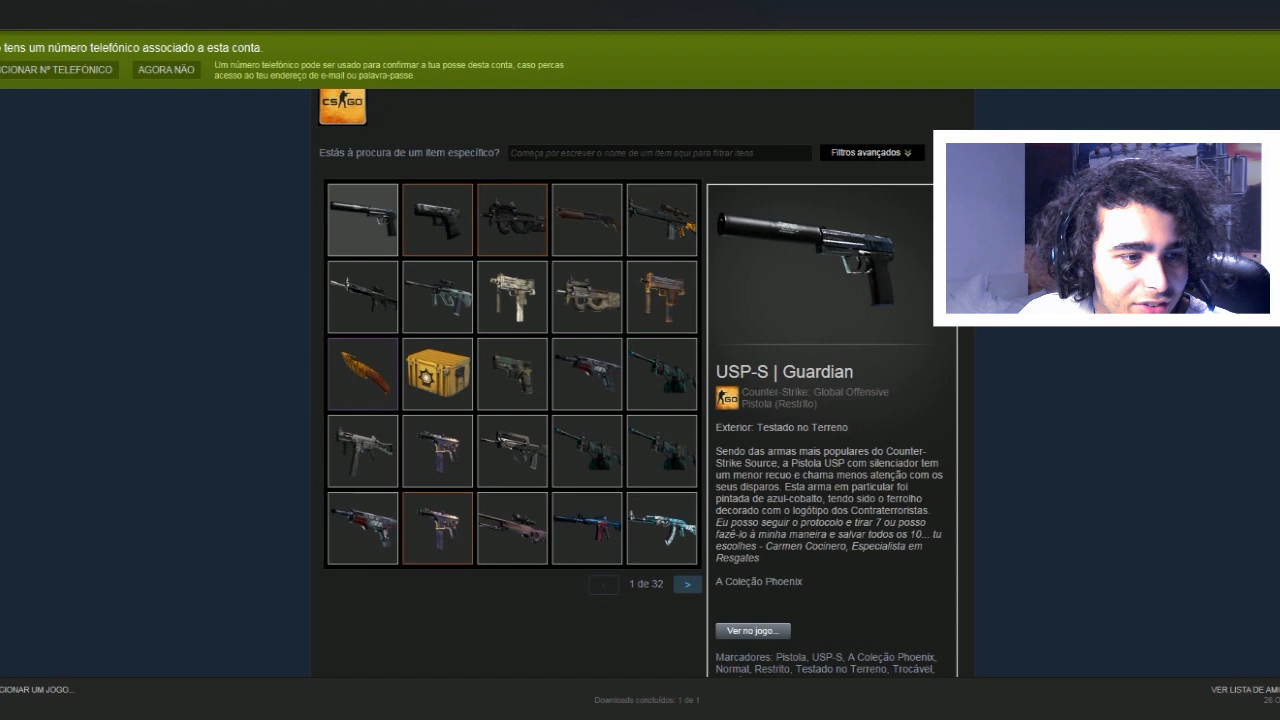 tens um número telefónico associado a esta conta.
CIONAR Nº TELEFÓNICO
AGORA NÃO
Um número telefónico pode ser usado para confirmar a tua posse desta conta, caso percas
acesso ao teu endereço de e-mail ou palavra-passe.
CS GO
Estás à procura de um item específico?
Começa por escrever o nome de um item aqui para filtrar itens
Filtros avançados
USP-S | Guardian
GO
Counter-Strike: Global Offensive
Pistola (Restrito)
Exterior: Testado no Terreno
Sendo das armas mais populares do Counter-
Strike Source, a Pistola USP com silenciador tem
um menor recuo e chama menos atenção com os
seus disparos. Esta arma em particular foi
pintada de azul-cobalto, tendo sido o ferrolho
decorado com o logótipo dos Contraterroristas.
Eu posso seguir o protocolo e tirar 7 ou posso
fazê-lo à minha maneira e salvar todos os 10... tu
escolhes - Carmen Cocinero, Especialista em
Resgates
A Coleção Phoenix
1 de 32
>
Ver no jogo...
Marcadores: Pistola, USP-S, A Coleção Phoenix,
Normal, Restrito, Testado no Terreno, Trocável,
CIONAR UM JOGO...
Downloads concluídos: 1 de 1
VER LISTA DE AMI
26